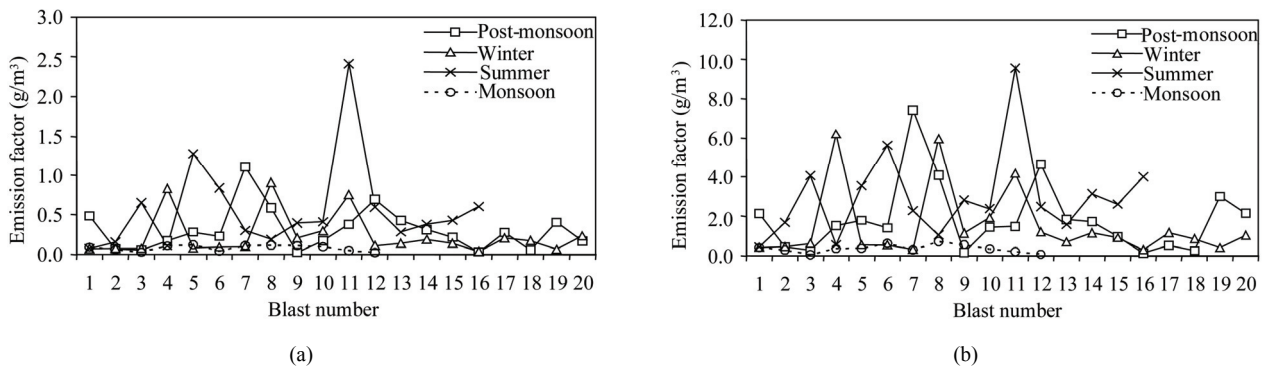 3.0
2.5
2.0
1.5
1.0
0.5
0.0
Emission factor (g/m³)
Post-monsoon
Winter
Summer
Monsoon
1 2 3 4 5 6 7 8 9 10 11 12 13 14 15 16 17 18 19 20
Blast number
(a)
12.0
10.0
8.0
6.0
4.0
2.0
0.0
Emission factor (g/m³)
Post-monsoon
Winter
Summer
Monsoon
1 2 3 4 5 6 7 8 9 10 11 12 13 14 15 16 17 18 19 20
Blast number
(b)